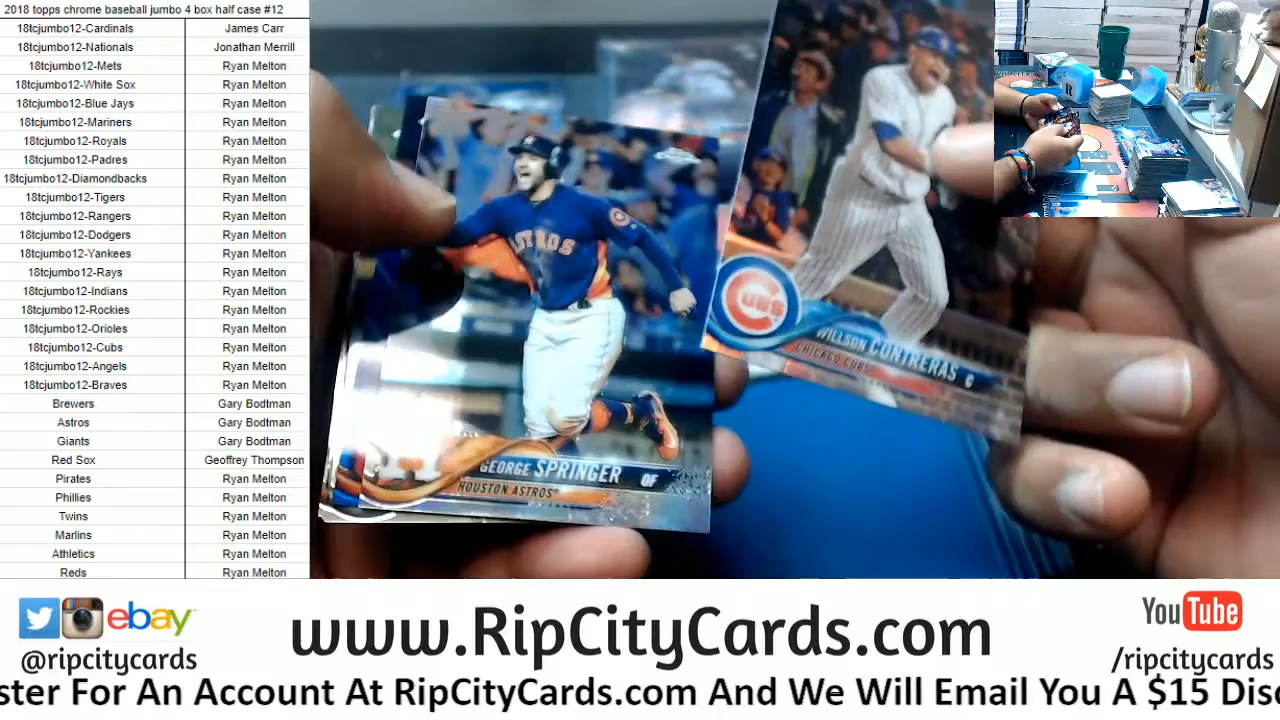 2018 topps chrome baseball jumbo 4 box half case #12
18tcjumbo12-Cardinals James Carr
18tcjumbo12-Nationals Jonathan Merrill
18tcjumbo12-Mets Ryan Melton
18tcjumbo12-White Sox Ryan Melton
18tcjumbo12-Blue Jays Ryan Melton
18tcjumbo12-Mariners Ryan Melton
18tcjumbo12-Royals Ryan Melton
18tcjumbo12-Padres Ryan Melton
18tcjumbo12-Diamondbacks Ryan Melton
18tcjumbo12-Tigers Ryan Melton
18tcjumbo12-Rangers Ryan Melton
18tcjumbo12-Dodgers Ryan Melton
18tcjumbo12-Yankees Ryan Melton
18tcjumbo12-Rays Ryan Melton
18tcjumbo12-Indians Ryan Melton
18tcjumbo12-Rockies Ryan Melton
18tcjumbo12-Orioles Ryan Melton
18tcjumbo12-Cubs Ryan Melton
18tcjumbo12-Angels Ryan Melton
18tcjumbo12-Braves Ryan Melton
Brewers Gary Bodtman
Astros Gary Bodtman
Giants Gary Bodtman
Red Sox Geoffrey Thompson
Pirates Ryan Melton
Phillies Ryan Melton
Twins Ryan Melton
Marlins Ryan Melton
Athletics Ryan Melton
Reds Ryan Melton
ASTROS
GEORGE SPRINGER OF
HOUSTON ASTROS
CUBS
WILLSON CONTRERAS C
CHICAGO CUBS
ebay
@ripcitycards
www.RipCityCards.com
YouTube
/ripcitycards
ster For An Account At RipCityCards.com And We Will Email You A $15 Disc